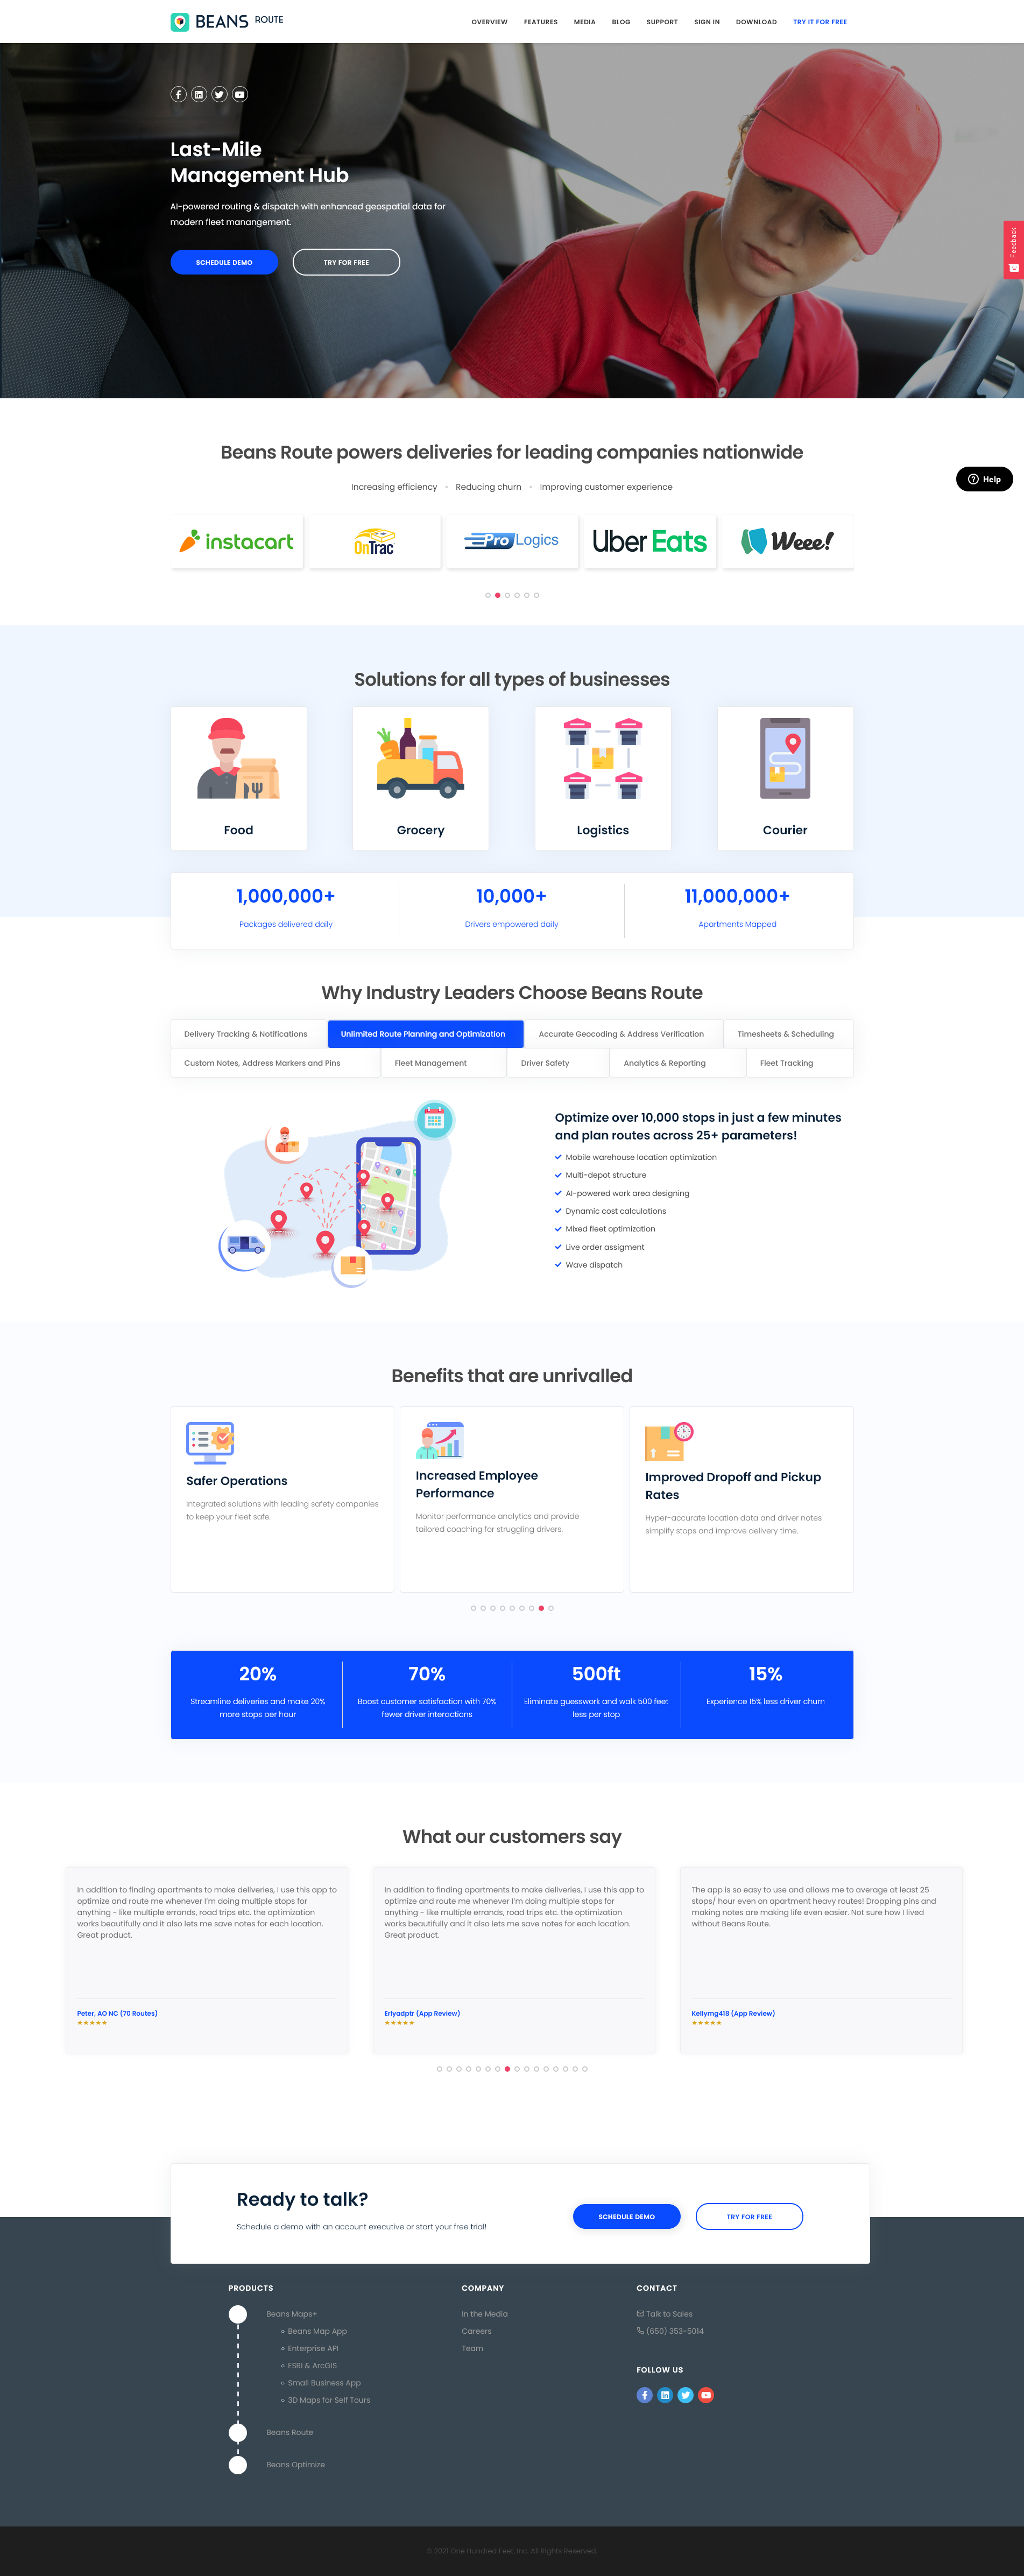 BEANS ROUTE
OVERVIEW FEATURES MEDIA BLOG SUPPORT SIGN IN DOWNLOAD TRY IT FOR FREE
Last-Mile
Management Hub
AI-powered routing & dispatch with enhanced geospatial data for
modern fleet manangement.
SCHEDULE DEMO TRY FOR FREE
Feedback
Beans Route powers deliveries for leading companies nationwide
Help
Increasing efficiency Reducing churn Improving customer experience
instacart OnTrac ProLogics Uber Eats Weee!
Solutions for all types of businesses
Food Grocery Logistics Courier
1,000,000+ 10,000+ 11,000,000+
Packages delivered daily Drivers empowered daily Apartments Mapped
Why Industry Leaders Choose Beans Route
Delivery Tracking & Notifications Unlimited Route Planning and Optimization Accurate Geocoding & Address Verification Timesheets & Scheduling
Custom Notes, Address Markers and Pins Fleet Management Driver Safety Analytics & Reporting Fleet Tracking
Optimize over 10,000 stops in just a few minutes
and plan routes across 25+ parameters!
Mobile warehouse location optimization
Multi-depot structure
AI-powered work area designing
Dynamic cost calculations
Mixed fleet optimization
Live order assigment
Wave dispatch
Benefits that are unrivalled
Safer Operations
Integrated solutions with leading safety companies
to keep your fleet safe.
Increased Employee
Performance
Monitor performance analytics and provide
tailored coaching for struggling drivers.
Improved Dropoff and Pickup
Rates
Hyper-accurate location data and driver notes
simplify stops and improve delivery time.
20% 70% 500ft 15%
Streamline deliveries and make 20%
more stops per hour
Boost customer satisfaction with 70%
fewer driver interactions
Eliminate guesswork and walk 500 feet
less per stop
Experience 15% less driver churn
What our customers say
In addition to finding apartments to make deliveries, I use this app to
optimize and route me whenever I'm doing multiple stops for
anything - like multiple errands, road trips etc. the optimization
works beautifully and it also lets me save notes for each location.
Great product.
Peter, AO NC (70 Routes)
★★★★★
In addition to finding apartments to make deliveries, I use this app to
optimize and route me whenever I'm doing multiple stops for
anything - like multiple errands, road trips etc. the optimization
works beautifully and it also lets me save notes for each location.
Great product.
Erlyadptr (App Review)
★★★★★
The app is so easy to use and allows me to average at least 25
stops/ hour even on apartment heavy routes! Dropping pins and
making notes are making life even easier. Not sure how I lived
without Beans Route.
Kellymg418 (App Review)
★★★★★
Ready to talk?
Schedule a demo with an account executive or start your free trial!
SCHEDULE DEMO TRY FOR FREE
PRODUCTS
Beans Maps+
Beans Map App
Enterprise API
ESRI & ArcGIS
Small Business App
3D Maps for Self Tours
Beans Route
Beans Optimize
COMPANY
In the Media
Careers
Team
CONTACT
Talk to Sales
(650) 353-5014
FOLLOW US
© 2021 One Hundred Feet, Inc. All Rights Reserved.